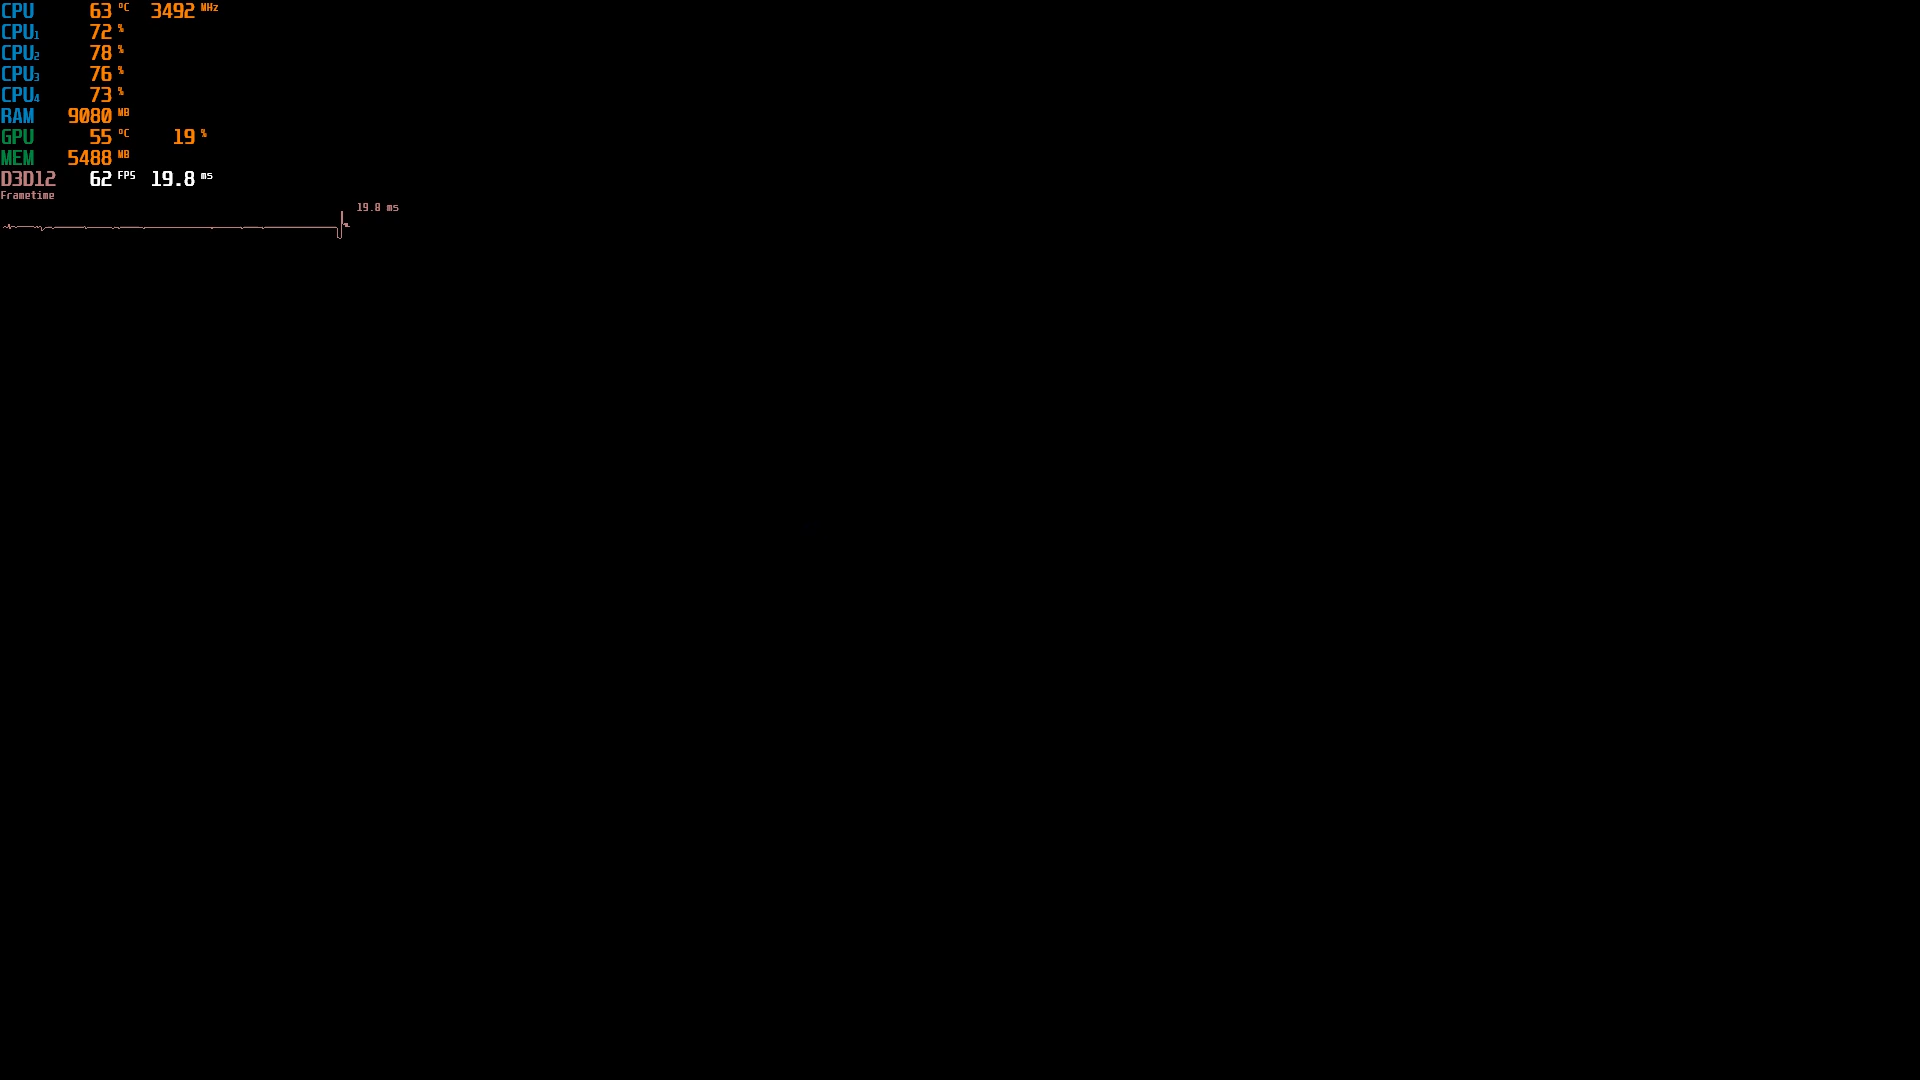 CPU 63 °C 3492 MHz
CPU1 72 %
CPU2 78 %
CPU3 76 %
CPU4 73 %
RAM 9080 MB
GPU 55 °C 19 %
MEM 5488 MB
D3D12 62 FPS 19.8 ms
Frametime
19.8 ms